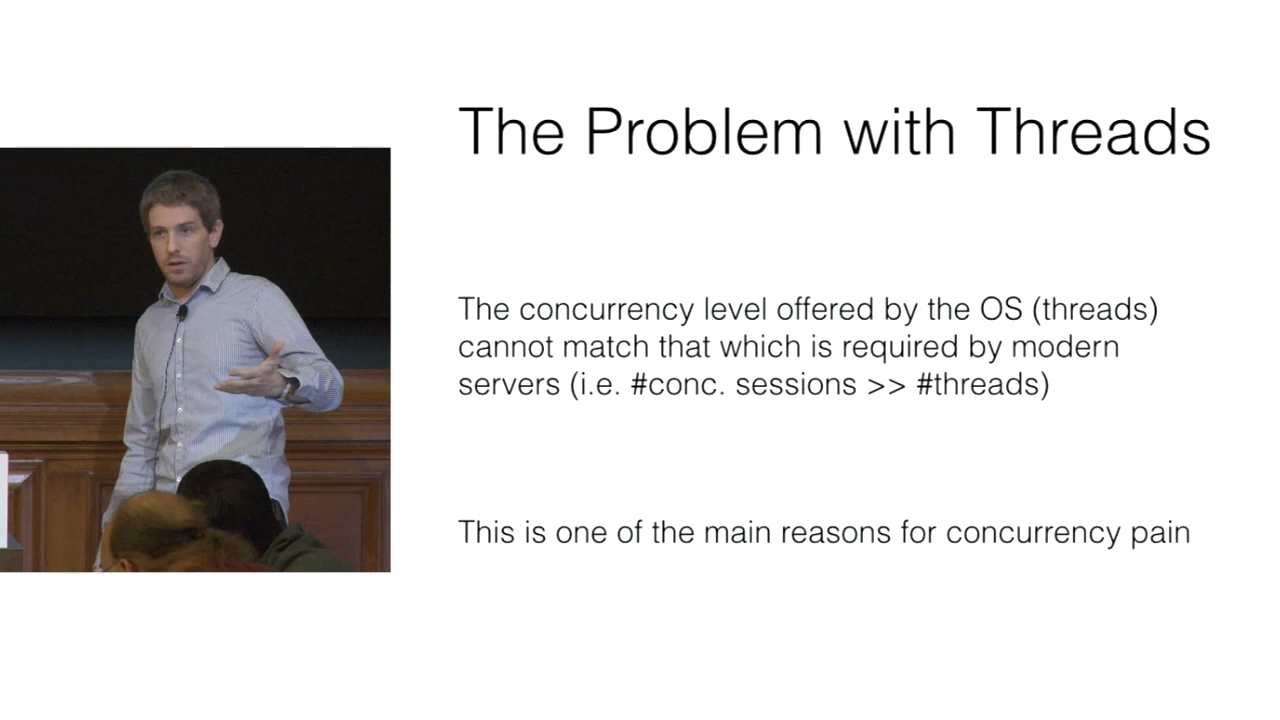 The Problem with Threads
The concurrency level offered by the OS (threads)
cannot match that which is required by modern
servers (i.e. #conc. sessions >> #threads)
This is one of the main reasons for concurrency pain